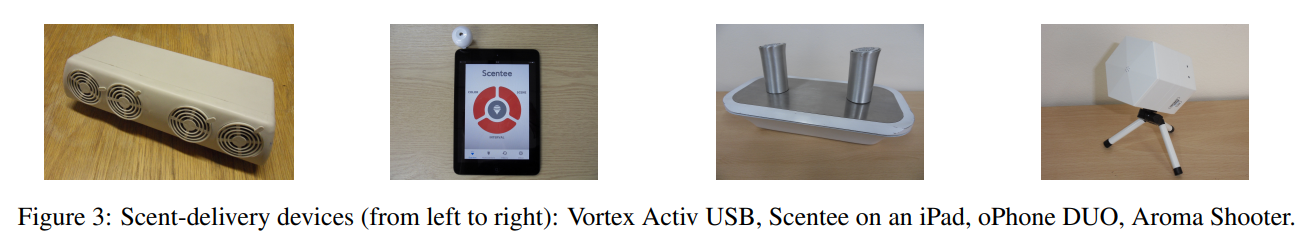 Scentee
Figure 3: Scent-delivery devices (from left to right): Vortex Activ USB, Scentee on an iPad, oPhone DUO, Aroma Shooter.